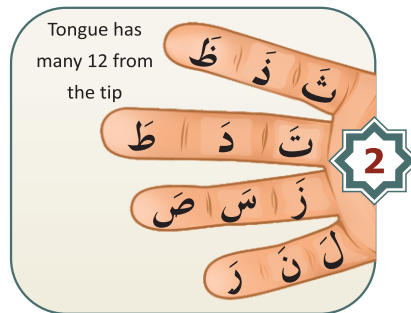 Tongue has
many 12 from
the tip
ثَ ذَ ظَ
تَ دَ طَ
زَ سَ صَ
لَ نَ رَ
2